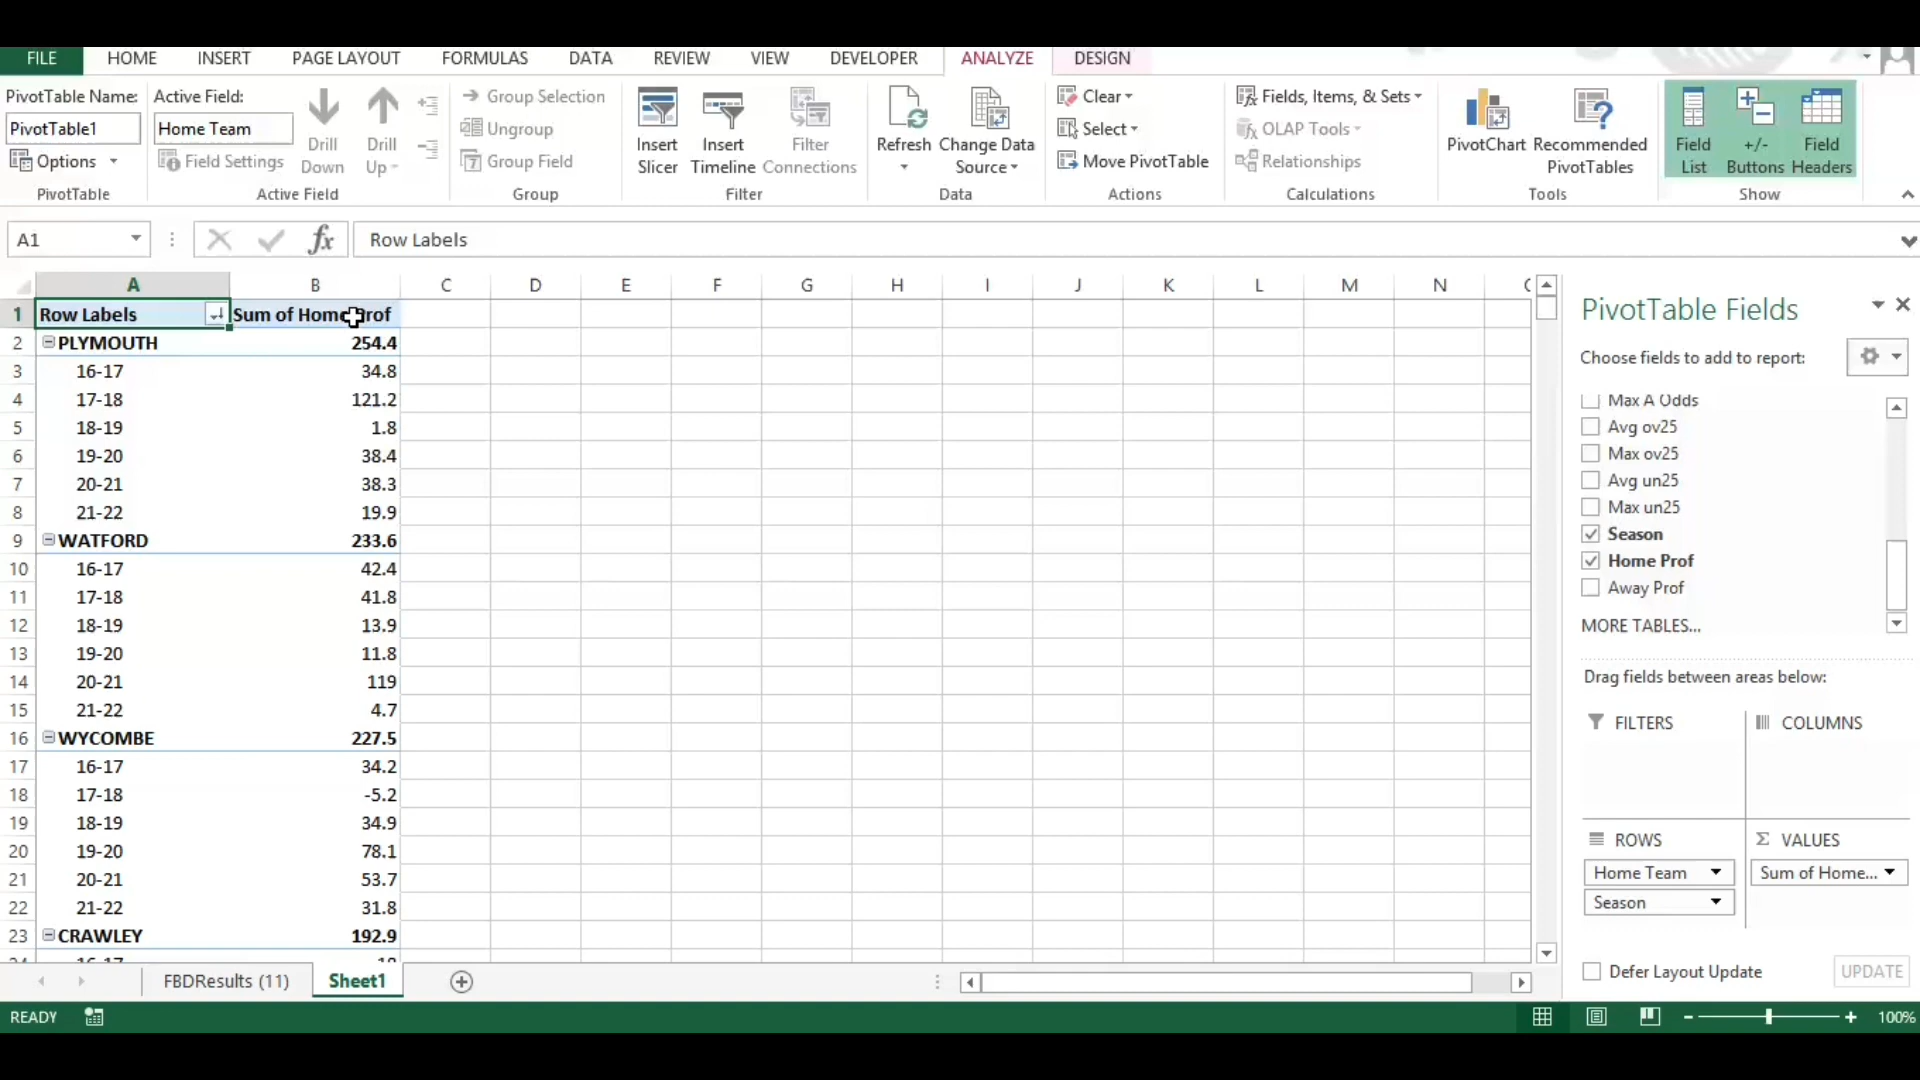 FILE HOME INSERT PAGE LAYOUT FORMULAS DATA REVIEW VIEW DEVELOPER ANALYZE DESIGN
PivotTable Name:
PivotTable1
Options
PivotTable
Active Field:
Home Team
Field Settings
Drill Down
Drill Up
Active Field
Group Selection
Ungroup
Group Field
Group
Insert Slicer
Insert Timeline
Filter Connections
Filter
Refresh
Change Data Source
Data
Clear
Select
Move PivotTable
Actions
Fields, Items, & Sets
OLAP Tools
Relationships
Calculations
PivotChart
Recommended PivotTables
Tools
Field List
+/- Buttons
Field Headers
Show
A1 fx Row Labels
A B C D E F G H I J K L M N
1 Row Labels Sum of Home Prof
2 PLYMOUTH 254.4
3 16-17 34.8
4 17-18 121.2
5 18-19 1.8
6 19-20 38.4
7 20-21 38.3
8 21-22 19.9
9 WATFORD 233.6
10 16-17 42.4
11 17-18 41.8
12 18-19 13.9
13 19-20 11.8
14 20-21 119
15 21-22 4.7
16 WYCOMBE 227.5
17 16-17 34.2
18 17-18 -5.2
19 18-19 34.9
20 19-20 78.1
21 20-21 53.7
22 21-22 31.8
23 CRAWLEY 192.9
PivotTable Fields
Choose fields to add to report:
Max A Odds
Avg ov25
Max ov25
Avg un25
Max un25
Season
Home Prof
Away Prof
MORE TABLES...
Drag fields between areas below:
FILTERS
COLUMNS
ROWS
Home Team
Season
Σ VALUES
Sum of Home...
Defer Layout Update UPDATE
FBDResults (11) Sheet1
READY 100%